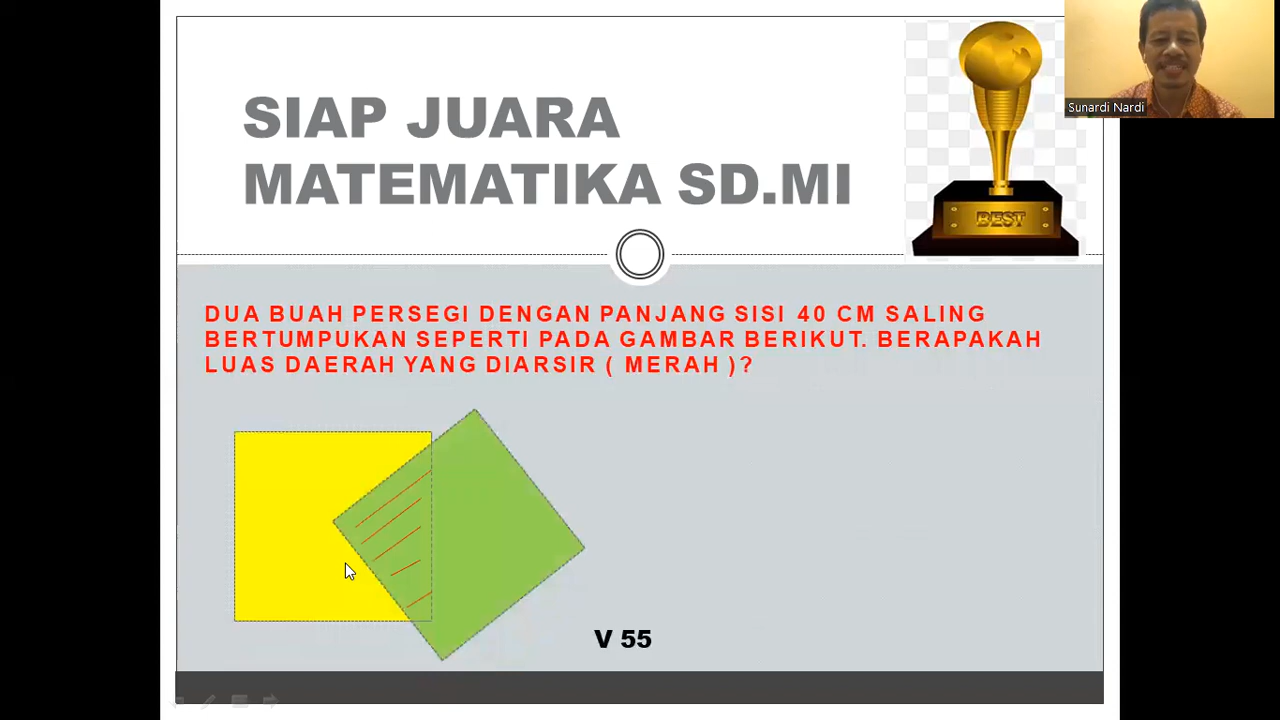 Sunardi Nardi
SIAP JUARA
MATEMATIKA SD.MI
BEST
DUA BUAH PERSEGI DENGAN PANJANG SISI 40 CM SALING
BERTUMPUKAN SEPERTI PADA GAMBAR BERIKUT. BERAPAKAH
LUAS DAERAH YANG DIARSIR ( MERAH )?
V 55